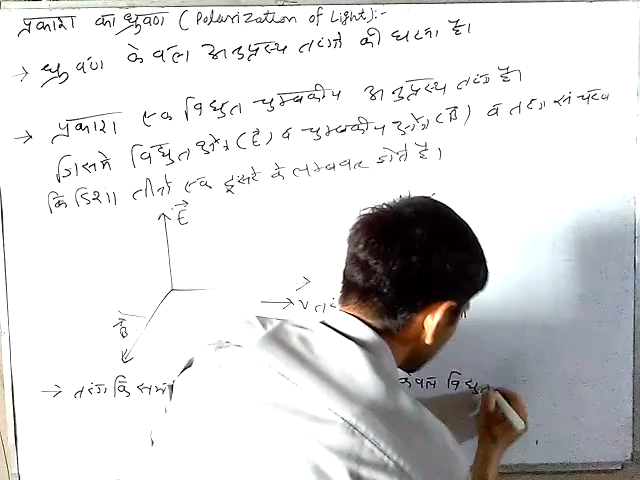 प्रकाश का ध्रुवण (Polarization of Light):-
→ ध्रुवण केवल अनुप्रस्थ तरंगों की घटना है।
→ प्रकाश एक विद्युत चुम्बकीय अनुप्रस्थ तरंग है।
जिसमें विद्युत क्षेत्र (E⃗) व चुम्बकीय क्षेत्र (B⃗) व तरंग संचरण
कि दिशा तीनों एक दूसरे के लम्बवत होते है।
E⃗
V⃗
B⃗
→ तरंग कि केवल विद्युत